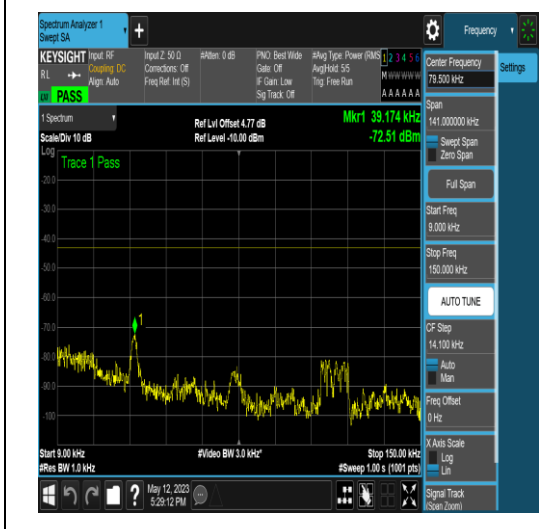 Spectrum Analyzer 1
Swept SA
+
Frequency
KEYSIGHT
RL
PASS
Input: RF
Coupling: DC
Align: Auto
Input Z: 50 Ω
Corrections: Off
Freq Ref: Int (S)
#Atten: 0 dB
PNO: Best Wide
Gate: Off
IF Gain: Low
Sig Track: Off
#Avg Type: Power (RMS)
Avg|Hold: 5/5
Trig: Free Run
1 2 3 4 5 6
M W W W W W
A A A A A A
1 Spectrum
Scale/Div 10 dB
Ref Lvl Offset 4.77 dB
Ref Level -10.00 dBm
Mkr1 39.174 kHz
-72.51 dBm
Log
Trace 1 Pass
-20.0
-30.0
-40.0
-50.0
-60.0
-70.0
-80.0
-90.0
-100
1
Start 9.00 kHz
#Res BW 1.0 kHz
#Video BW 3.0 kHz*
Stop 150.00 kHz
#Sweep 1.00 s (1001 pts)
?
May 12, 2023
5:29:12 PM
Center Frequency
79.500 kHz
Span
141.000000 kHz
Swept Span
Zero Span
Full Span
Start Freq
9.000 kHz
Stop Freq
150.000 kHz
AUTO TUNE
CF Step
14.100 kHz
Auto
Man
Freq Offset
0 Hz
X Axis Scale
Log
Lin
Signal Track
(Span Zoom)
Settings